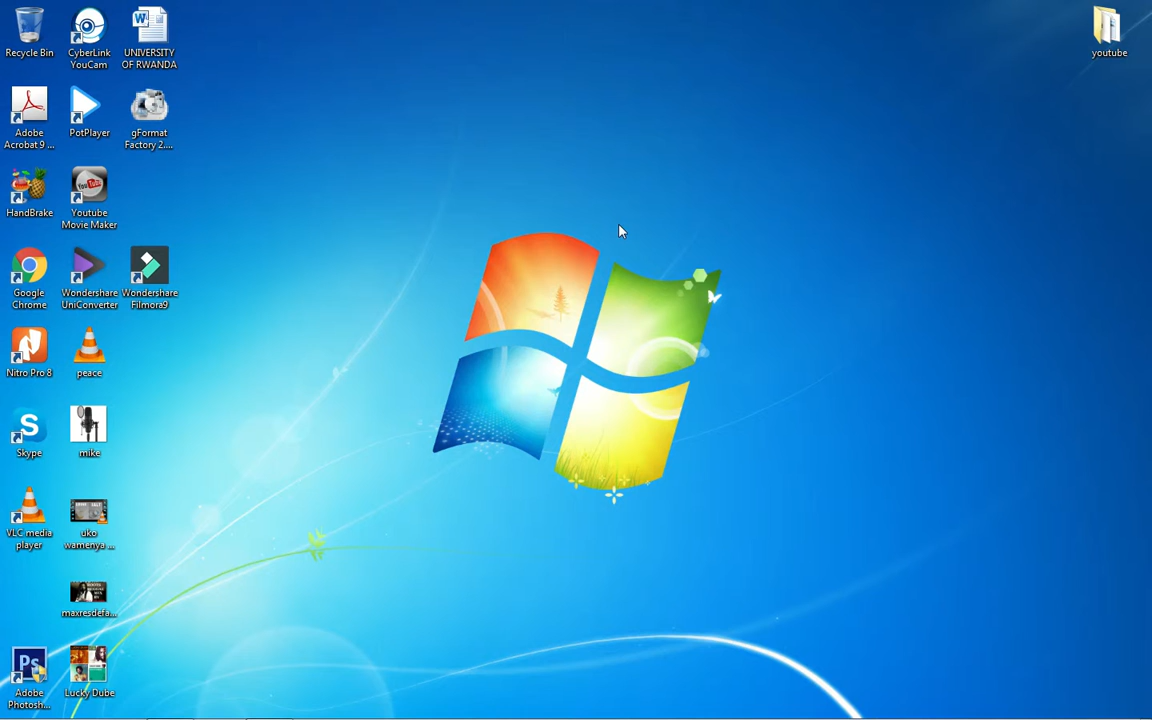 Recycle Bin
CyberLink
YouCam
UNIVERSITY
OF RWANDA
youtube
Adobe
Acrobat 9 ...
PotPlayer
gFormat
Factory 2....
HandBrake
Youtube
Movie Maker
Google
Chrome
Wondershare
UniConverter
Wondershare
Filmora9
Nitro Pro 8
peace
Skype
mike
VLC media
player
uko
wamenya ...
maxresdefa...
Adobe
Photosh...
Lucky Dube